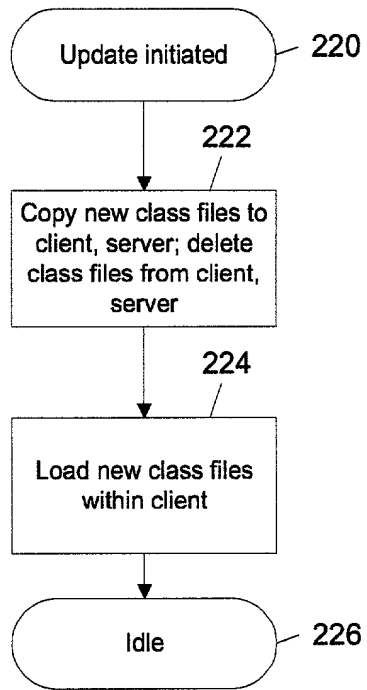 Update initiated
220
222
Copy new class files to
client, server; delete
class files from client,
server
224
Load new class files
within client
Idle
226